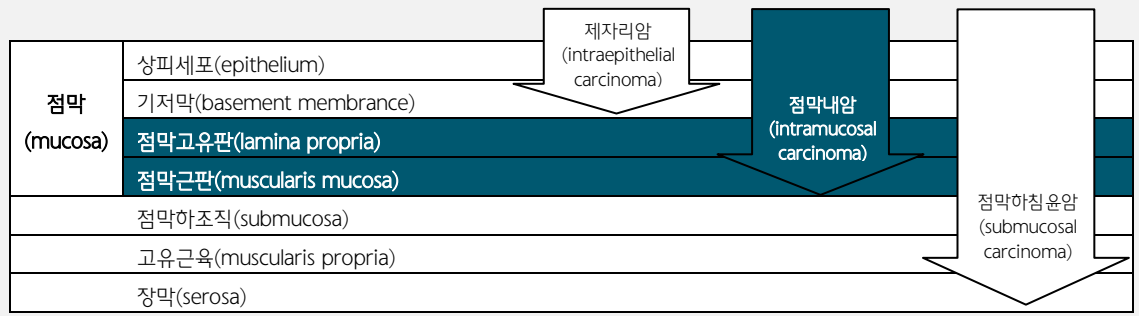 제자리암
(intraepithelial
carcinoma)
점막내암
(intramucosal
carcinoma)
점막하침윤암
(submucosal
carcinoma)
점막
(mucosa)
상피세포(epithelium)
기저막(basement membrance)
점막고유판(lamina propria)
점막근판(muscularis mucosa)
점막하조직(submucosa)
고유근육(muscularis propria)
장막(serosa)